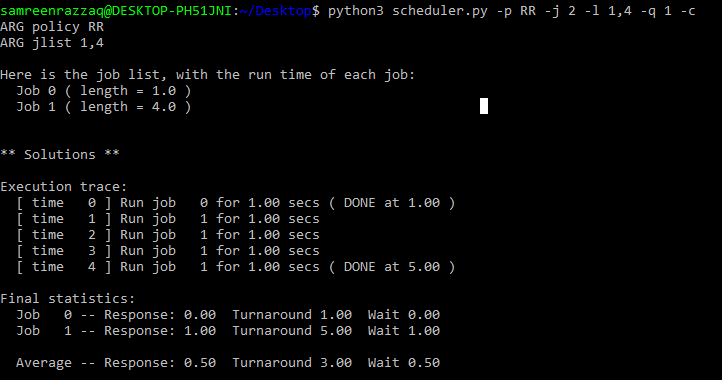 samreenrazzaq@DESKTOP-PH51JNI:~/Desktop$ python3 scheduler.py -p RR -j 2 -l 1,4 -q 1 -c
ARG policy RR
ARG jlist 1,4
Here is the job list, with the run time of each job:
  Job 0 ( length = 1.0 )
  Job 1 ( length = 4.0 )
** Solutions **
Execution trace:
  [ time   0 ] Run job   0 for 1.00 secs ( DONE at 1.00 )
  [ time   1 ] Run job   1 for 1.00 secs
  [ time   2 ] Run job   1 for 1.00 secs
  [ time   3 ] Run job   1 for 1.00 secs
  [ time   4 ] Run job   1 for 1.00 secs ( DONE at 5.00 )
Final statistics:
  Job   0 -- Response: 0.00  Turnaround 1.00  Wait 0.00
  Job   1 -- Response: 1.00  Turnaround 5.00  Wait 1.00
  Average -- Response: 0.50  Turnaround 3.00  Wait 0.50